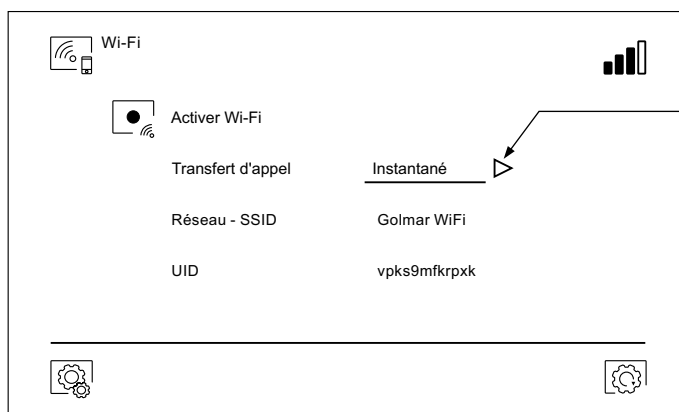 Wi-Fi
Activer Wi-Fi
Transfert d'appel Instantané
Réseau - SSID Golmar WiFi
UID vpks9mfkrpxk